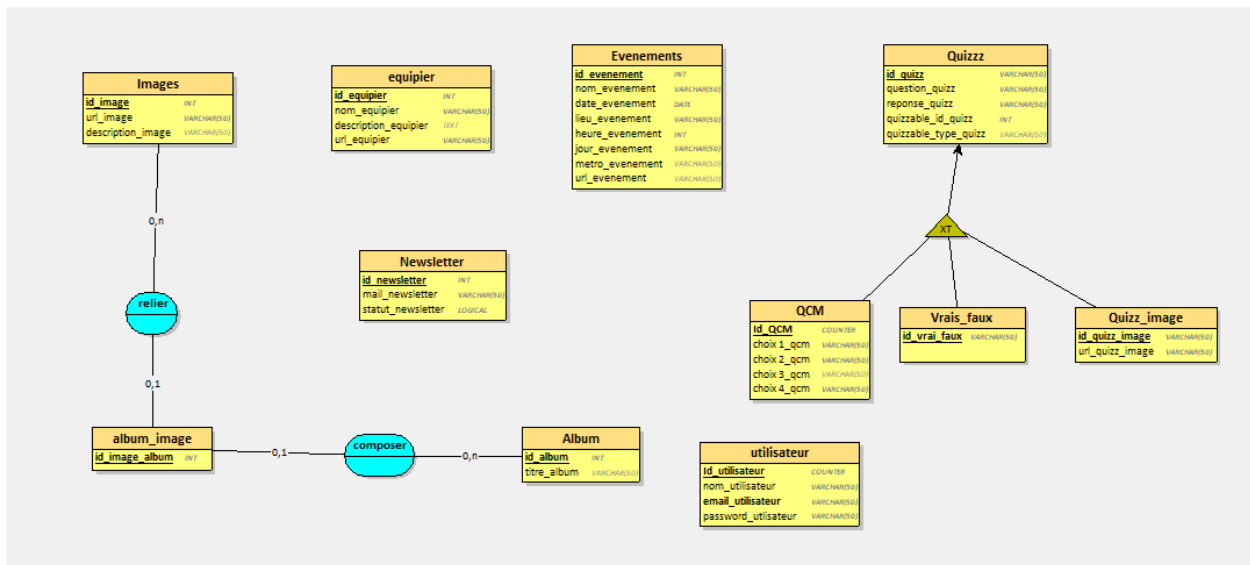 Images
id_image INT
url_image VARCHAR(50)
description_image VARCHAR(50)
equipier
id_equipier INT
nom_equipier VARCHAR(50)
description_equipier TEXT
url_equipier VARCHAR(50)
Evenements
id_evenement INT
nom_evenement VARCHAR(50)
date_evenement DATE
lieu_evenement VARCHAR(50)
heure_evenement INT
jour_evenement VARCHAR(50)
metro_evenement VARCHAR(50)
url_evenement VARCHAR(50)
Quizzz
id_quizz VARCHAR(50)
question_quizz VARCHAR(50)
reponse_quizz VARCHAR(50)
quizzable_id_quizz INT
quizzable_type_quizz VARCHAR(50)
0,n
XT
relier
Newsletter
id_newsletter INT
mail_newsletter VARCHAR(50)
statut_newsletter LOGICAL
QCM
Id_QCM COUNTER
choix 1_qcm VARCHAR(50)
choix 2_qcm VARCHAR(50)
choix 3_qcm VARCHAR(50)
choix 4_qcm VARCHAR(50)
Vrais_faux
id_vrai_faux VARCHAR(50)
Quizz_image
id_quizz_image VARCHAR(50)
url_quizz_image VARCHAR(50)
0,1
album_image
id_image_album INT
0,1
composer
0,n
Album
id_album INT
titre_album VARCHAR(50)
utilisateur
Id_utilisateur COUNTER
nom_utilisateur VARCHAR(50)
email_utilisateur VARCHAR(50)
password_utlisateur VARCHAR(50)